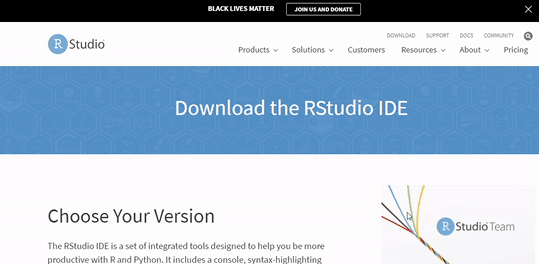 BLACK LIVES MATTER JOIN US AND DONATE
DOWNLOAD SUPPORT DOCS COMMUNITY
R Studio
Products Solutions Customers Resources About Pricing
Download the RStudio IDE
Choose Your Version
The RStudio IDE is a set of integrated tools designed to help you be more
productive with R and Python. It includes a console, syntax-highlighting
R Studio Team